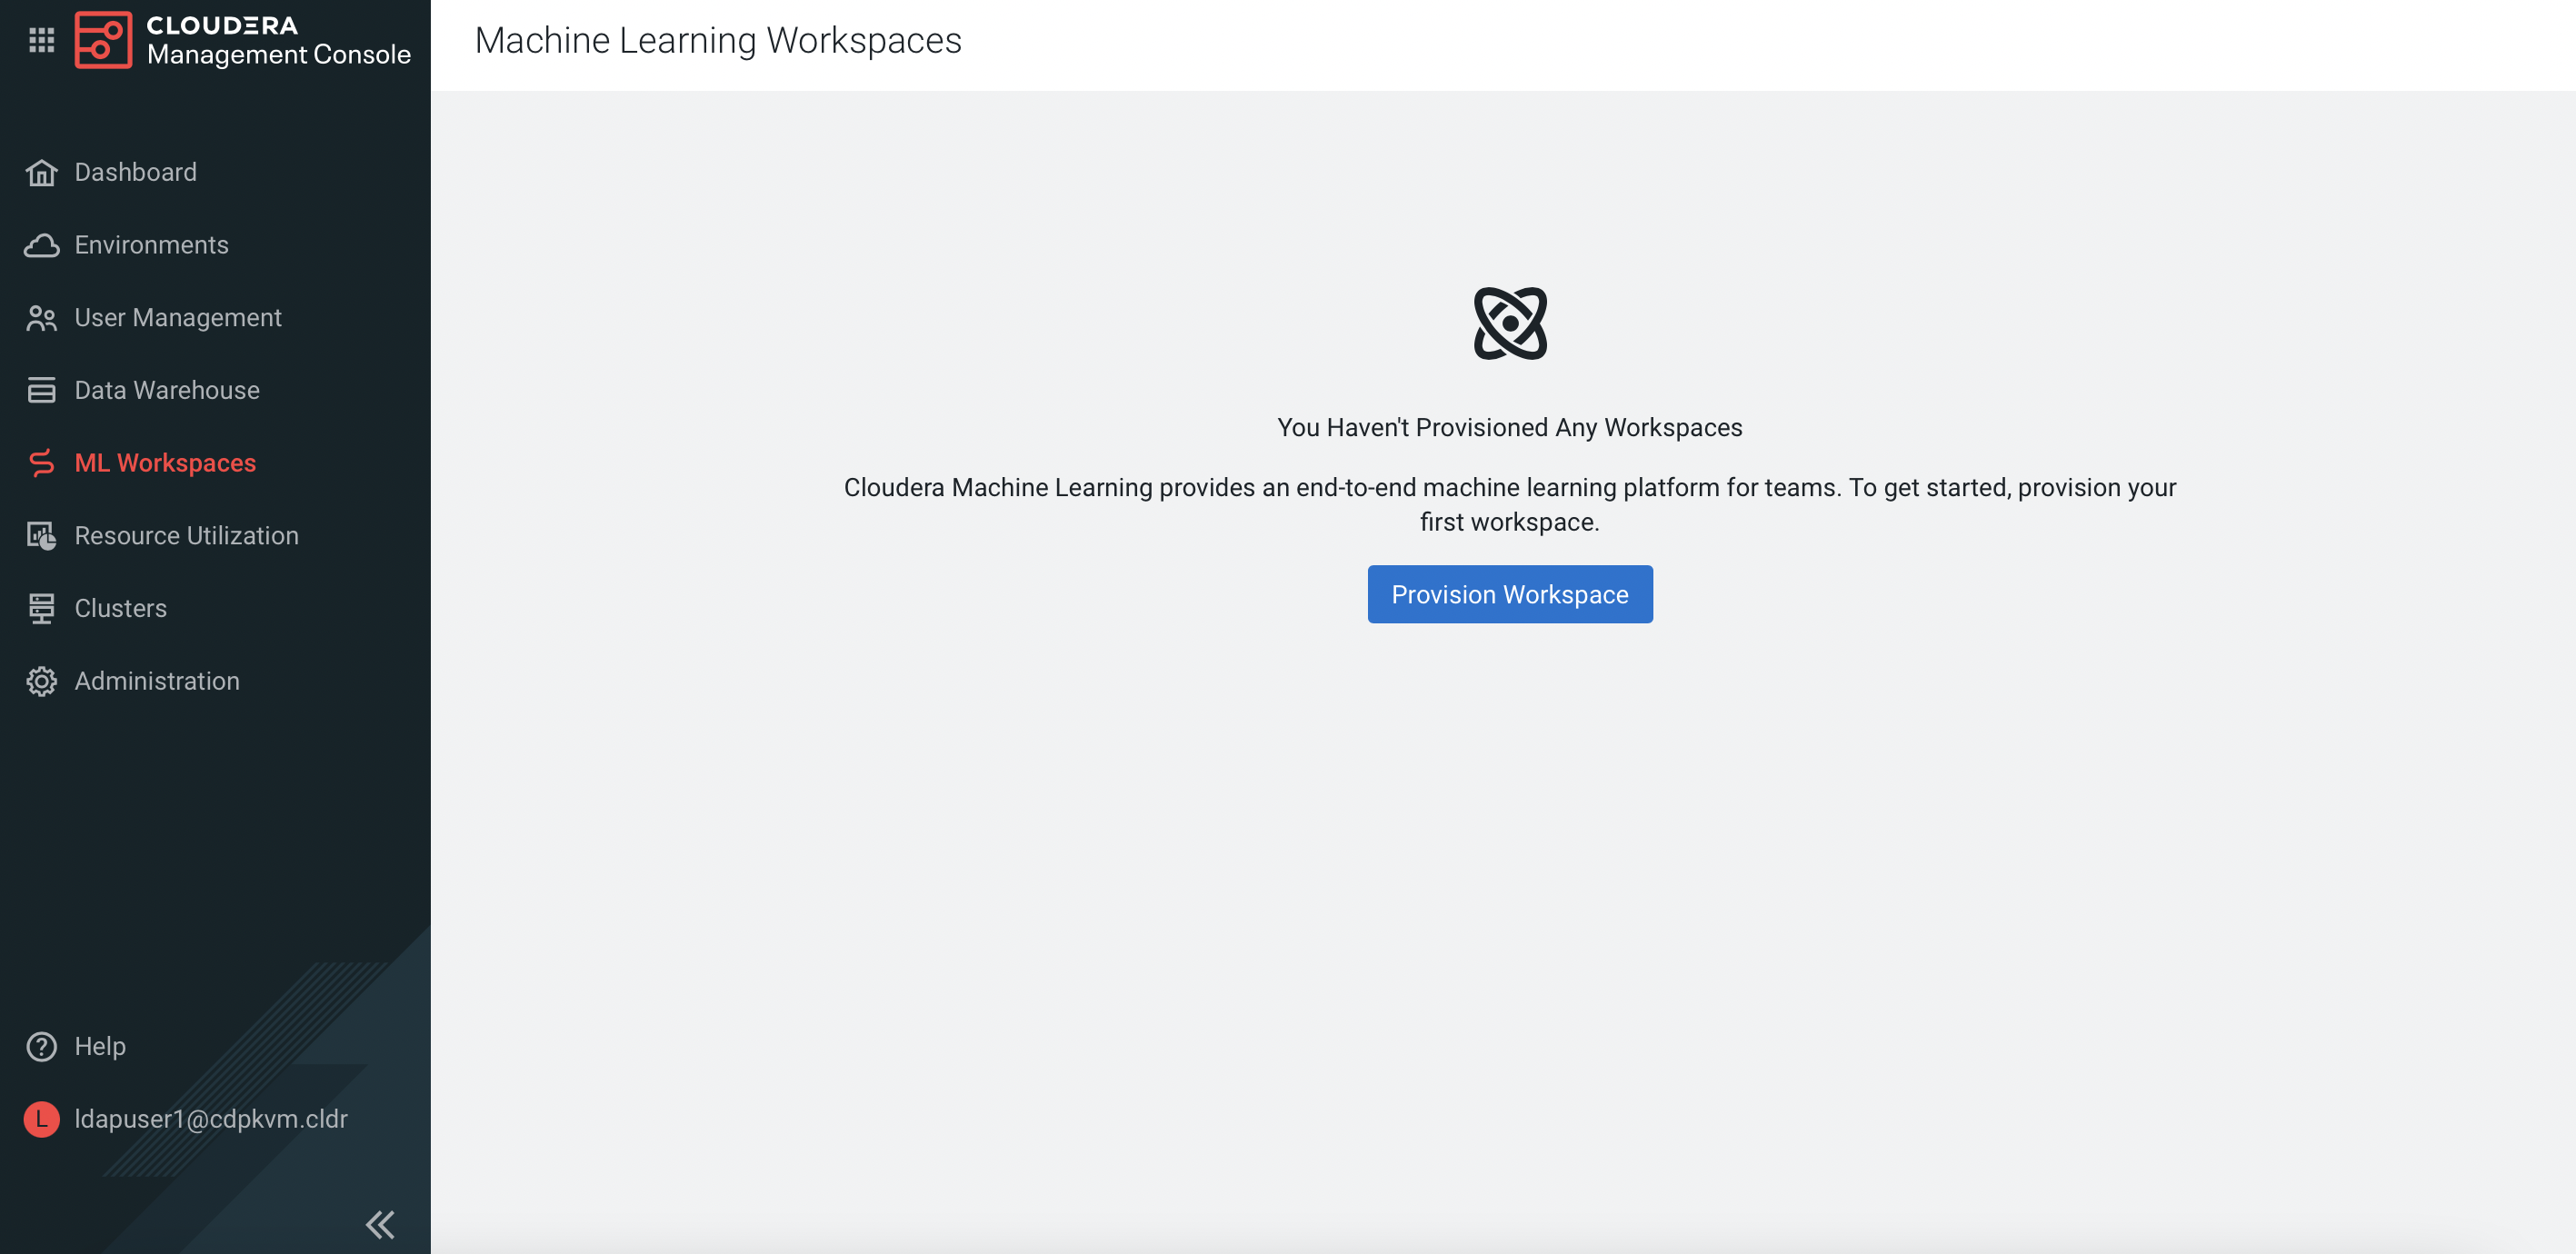 CLOUDERA
Management Console
Machine Learning Workspaces
Dashboard
Environments
User Management
Data Warehouse
ML Workspaces
Resource Utilization
Clusters
Administration
You Haven't Provisioned Any Workspaces
Cloudera Machine Learning provides an end-to-end machine learning platform for teams. To get started, provision your
first workspace.
Provision Workspace
Help
L ldapuser1@cdpkvm.cldr